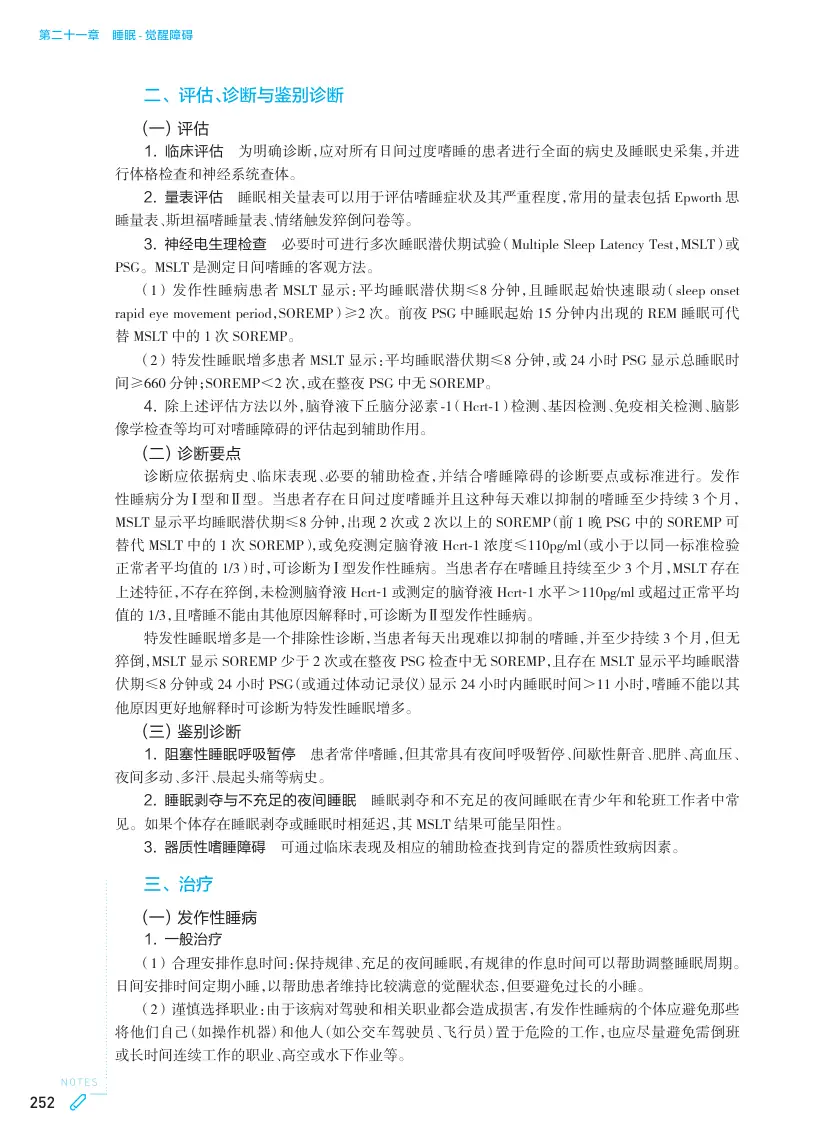 第二十一章　睡眠 - 觉醒障碍
二、评估、诊断与鉴别诊断
（一）评估
1. 临床评估　为明确诊断，应对所有日间过度嗜睡的患者进行全面的病史及睡眠史采集，并进
行体格检查和神经系统查体。
2. 量表评估　睡眠相关量表可以用于评估嗜睡症状及其严重程度，常用的量表包括 Epworth 思
睡量表、斯坦福嗜睡量表、情绪触发猝倒问卷等。
3. 神经电生理检查　必要时可进行多次睡眠潜伏期试验（Multiple Sleep Latency Test，MSLT）或
PSG。MSLT 是测定日间嗜睡的客观方法。
（1）发作性睡病患者 MSLT 显示：平均睡眠潜伏期≤8 分钟，且睡眠起始快速眼动（sleep onset
rapid eye movement period，SOREMP）≥2 次。前夜 PSG 中睡眠起始 15 分钟内出现的 REM 睡眠可代
替 MSLT 中的 1 次 SOREMP。
（2）特发性睡眠增多患者 MSLT 显示：平均睡眠潜伏期≤8 分钟，或 24 小时 PSG 显示总睡眠时
间≥660 分钟；SOREMP＜2 次，或在整夜 PSG 中无 SOREMP。
4. 除上述评估方法以外，脑脊液下丘脑分泌素 -1（Hcrt-1）检测、基因检测、免疫相关检测、脑影
像学检查等均可对嗜睡障碍的评估起到辅助作用。
（二）诊断要点
诊断应依据病史、临床表现、必要的辅助检查，并结合嗜睡障碍的诊断要点或标准进行。发作
性睡病分为Ⅰ型和Ⅱ型。当患者存在日间过度嗜睡并且这种每天难以抑制的嗜睡至少持续 3 个月，
MSLT 显示平均睡眠潜伏期≤8 分钟，出现 2 次或 2 次以上的 SOREMP（前 1 晚 PSG 中的 SOREMP 可
替代 MSLT 中的 1 次 SOREMP），或免疫测定脑脊液 Hcrt-1 浓度≤110pg/ml（或小于以同一标准检验
正常者平均值的 1/3）时，可诊断为Ⅰ型发作性睡病。当患者存在嗜睡且持续至少 3 个月，MSLT 存在
上述特征，不存在猝倒，未检测脑脊液 Hcrt-1 或测定的脑脊液 Hcrt-1 水平＞110pg/ml 或超过正常平均
值的 1/3，且嗜睡不能由其他原因解释时，可诊断为Ⅱ型发作性睡病。
特发性睡眠增多是一个排除性诊断，当患者每天出现难以抑制的嗜睡，并至少持续 3 个月，但无
猝倒，MSLT 显示 SOREMP 少于 2 次或在整夜 PSG 检查中无 SOREMP，且存在 MSLT 显示平均睡眠潜
伏期≤8 分钟或 24 小时 PSG（或通过体动记录仪）显示 24 小时内睡眠时间＞11 小时，嗜睡不能以其
他原因更好地解释时可诊断为特发性睡眠增多。
（三）鉴别诊断
1. 阻塞性睡眠呼吸暂停　患者常伴嗜睡，但其常具有夜间呼吸暂停、间歇性鼾音、肥胖、高血压、
夜间多动、多汗、晨起头痛等病史。
2. 睡眠剥夺与不充足的夜间睡眠　睡眠剥夺和不充足的夜间睡眠在青少年和轮班工作者中常
见。如果个体存在睡眠剥夺或睡眠时相延迟，其 MSLT 结果可能呈阳性。
3. 器质性嗜睡障碍　可通过临床表现及相应的辅助检查找到肯定的器质性致病因素。
三、治疗
（一）发作性睡病
1. 一般治疗
（1）合理安排作息时间：保持规律、充足的夜间睡眠，有规律的作息时间可以帮助调整睡眠周期。
日间安排时间定期小睡，以帮助患者维持比较满意的觉醒状态，但要避免过长的小睡。
（2）谨慎选择职业：由于该病对驾驶和相关职业都会造成损害，有发作性睡病的个体应避免那些
将他们自己（如操作机器）和他人（如公交车驾驶员、飞行员）置于危险的工作，也应尽量避免需倒班
或长时间连续工作的职业、高空或水下作业等。
NOTES
252